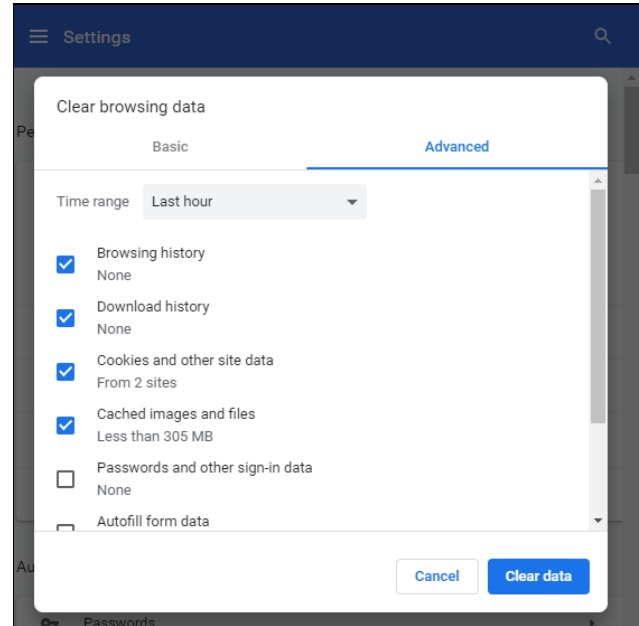 Settings
Clear browsing data
Pe
Basic
Advanced
Time range
Last hour
Browsing history
None
Download history
None
Cookies and other site data
From 2 sites
Cached images and files
Less than 305 MB
Passwords and other sign-in data
None
Autofill form data
Au
Cancel
Clear data
Passwords